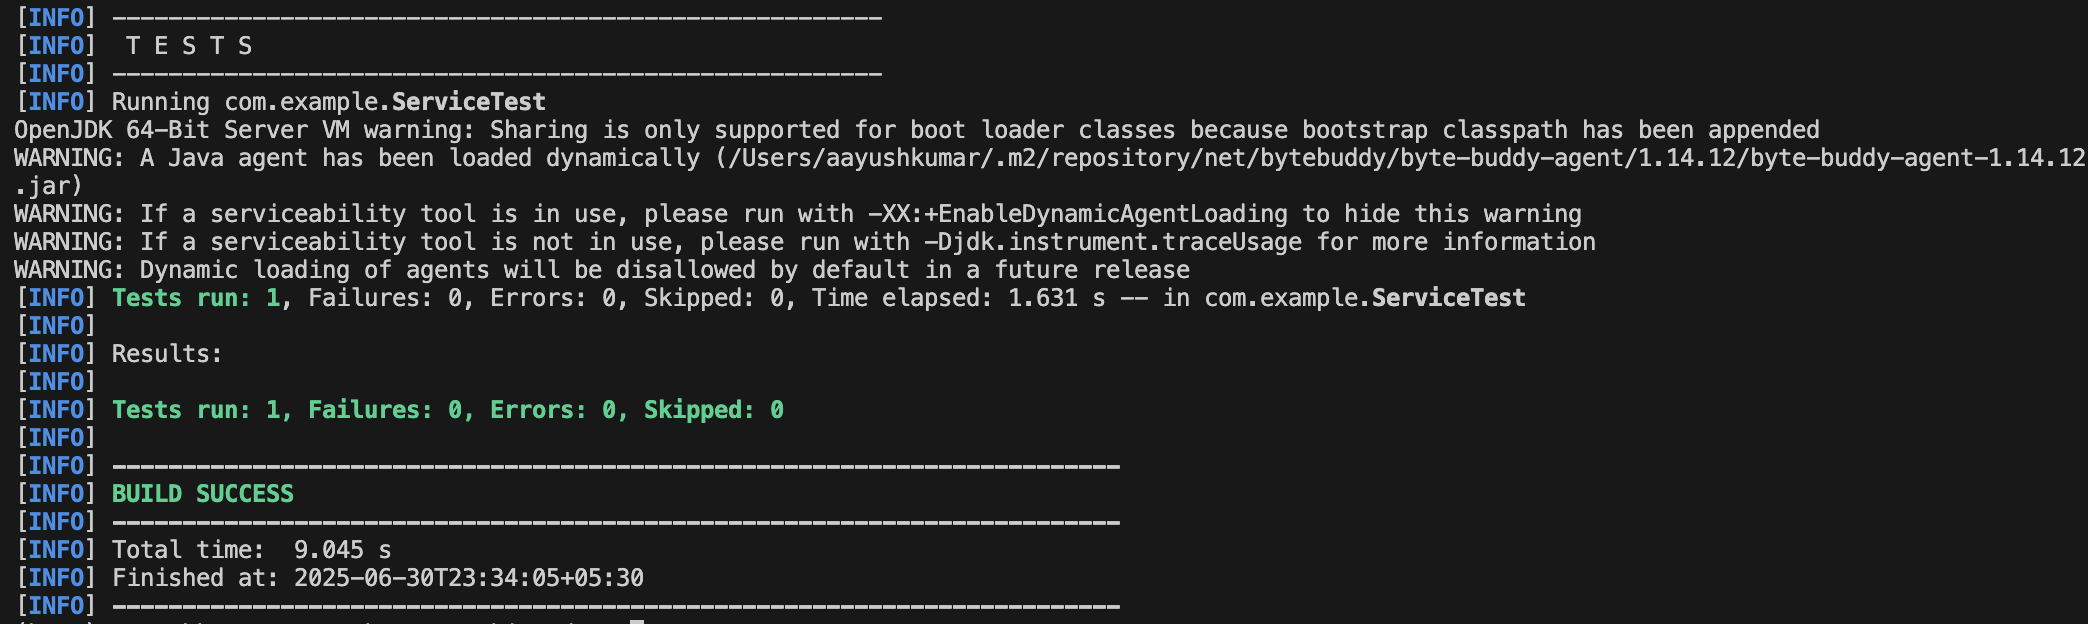 [INFO] -------------------------------------------------------
[INFO]  T E S T S
[INFO] -------------------------------------------------------
[INFO] Running com.example.ServiceTest
OpenJDK 64-Bit Server VM warning: Sharing is only supported for boot loader classes because bootstrap classpath has been appended
WARNING: A Java agent has been loaded dynamically (/Users/aayushkumar/.m2/repository/net/bytebuddy/byte-buddy-agent/1.14.12/byte-buddy-agent-1.14.12
.jar)
WARNING: If a serviceability tool is in use, please run with -XX:+EnableDynamicAgentLoading to hide this warning
WARNING: If a serviceability tool is not in use, please run with -Djdk.instrument.traceUsage for more information
WARNING: Dynamic loading of agents will be disallowed by default in a future release
[INFO] Tests run: 1, Failures: 0, Errors: 0, Skipped: 0, Time elapsed: 1.631 s -- in com.example.ServiceTest
[INFO]
[INFO] Results:
[INFO]
[INFO] Tests run: 1, Failures: 0, Errors: 0, Skipped: 0
[INFO]
[INFO] ------------------------------------------------------------------------
[INFO] BUILD SUCCESS
[INFO] ------------------------------------------------------------------------
[INFO] Total time:  9.045 s
[INFO] Finished at: 2025-06-30T23:34:05+05:30
[INFO] ------------------------------------------------------------------------